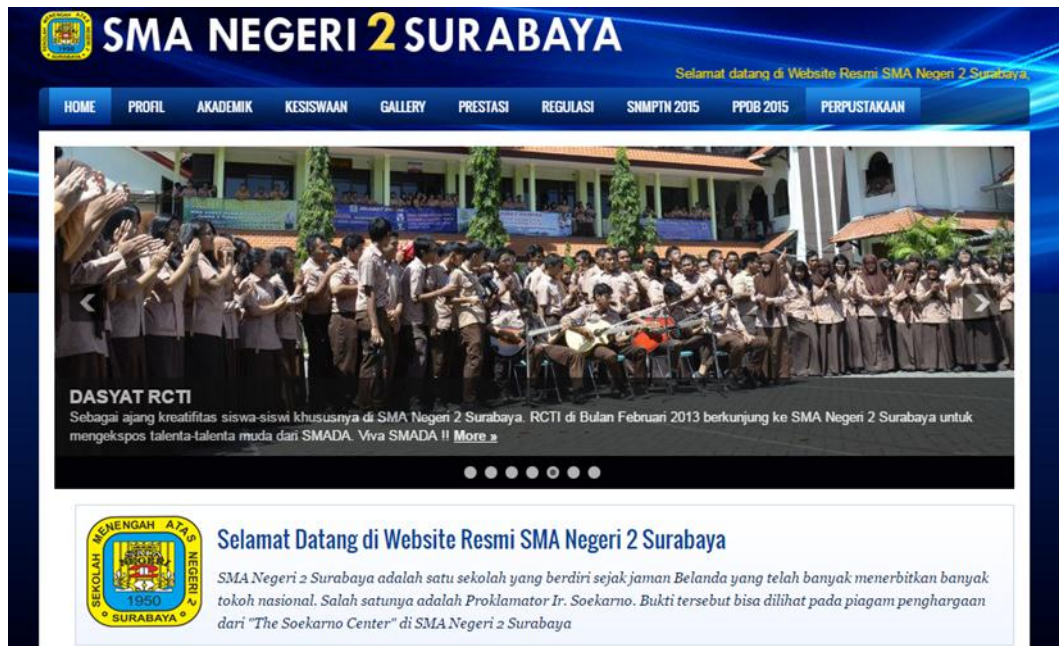 SMA NEGERI 2 SURABAYA
Selamat datang di Website Resmi SMA Negeri 2 Surabaya,
HOME PROFIL AKADEMIK KESISWAAN GALLERY PRESTASI REGULASI SNMPTN 2015 PPDB 2015 PERPUSTAKAAN
DASYAT RCTI
Sebagai ajang kreatifitas siswa-siswi khususnya di SMA Negeri 2 Surabaya. RCTI di Bulan Februari 2013 berkunjung ke SMA Negeri 2 Surabaya untuk
mengekspos talenta-talenta muda dari SMADA. Viva SMADA !! More »
SEKOLAH MENENGAH ATAS NEGERI 2
1950
SURABAYA
Selamat Datang di Website Resmi SMA Negeri 2 Surabaya
SMA Negeri 2 Surabaya adalah satu sekolah yang berdiri sejak jaman Belanda yang telah banyak menerbitkan banyak
tokoh nasional. Salah satunya adalah Proklamator Ir. Soekarno. Bukti tersebut bisa dilihat pada piagam penghargaan
dari "The Soekarno Center" di SMA Negeri 2 Surabaya